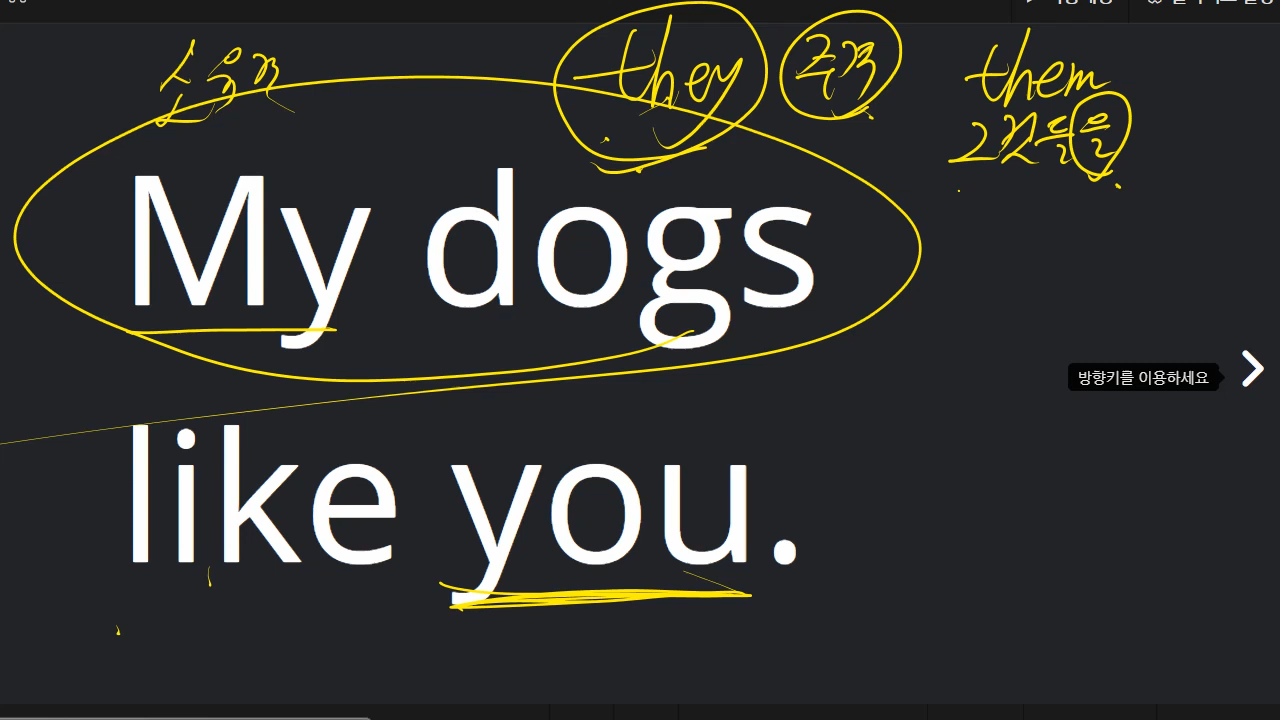 소유격
they 주격 them
그것들을
My dogs
방향키를 이용하세요
like you.